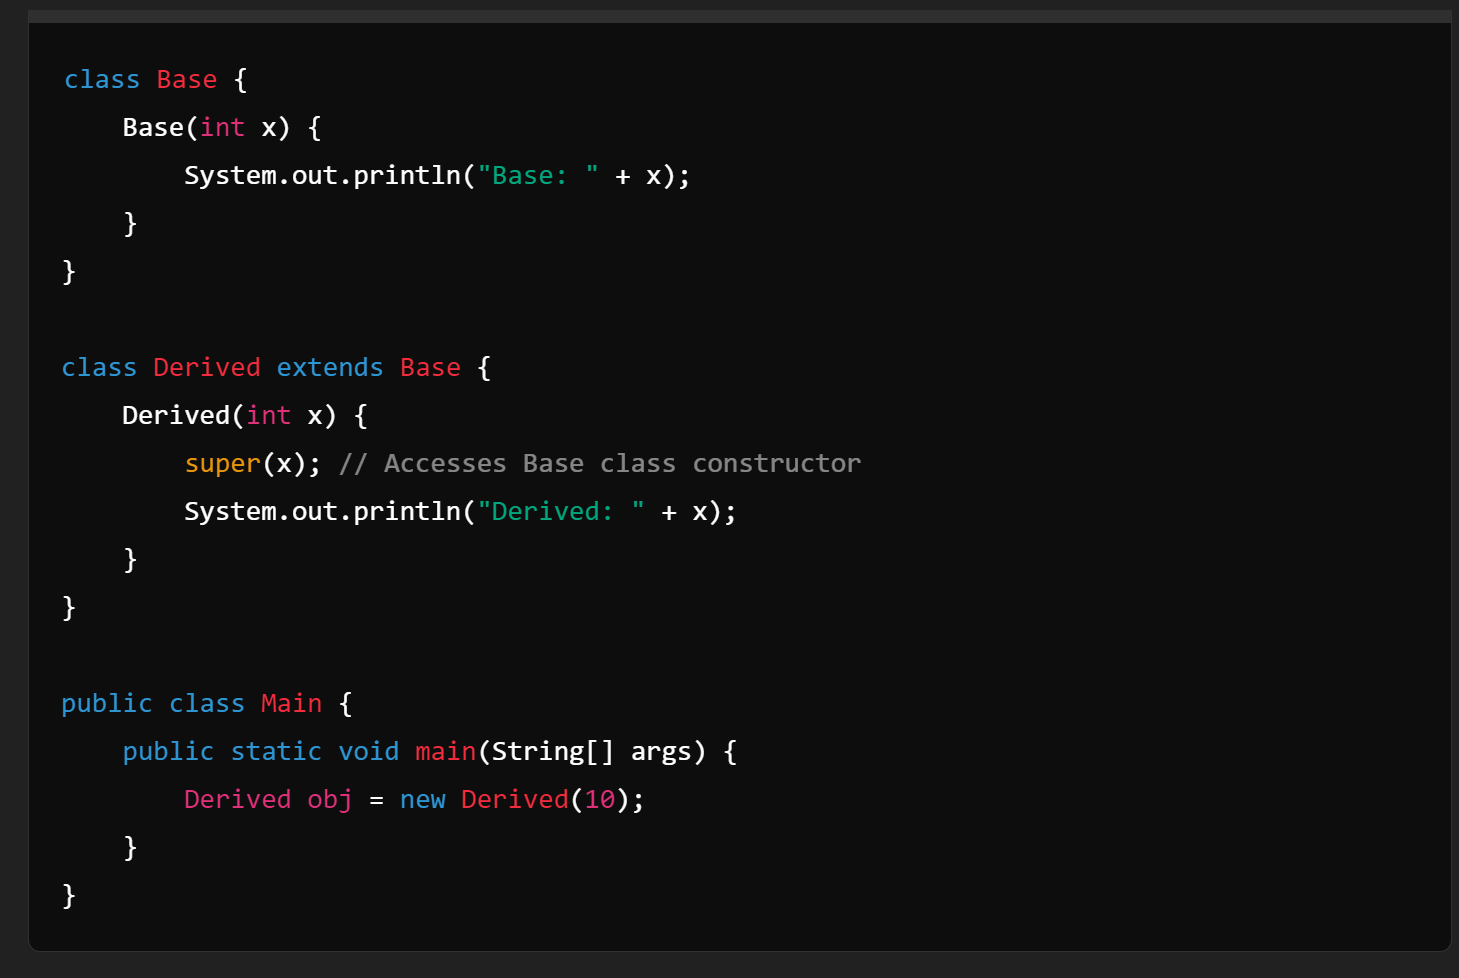 class Base {
    Base(int x) {
        System.out.println("Base: " + x);
    }
}

class Derived extends Base {
    Derived(int x) {
        super(x); // Accesses Base class constructor
        System.out.println("Derived: " + x);
    }
}

public class Main {
    public static void main(String[] args) {
        Derived obj = new Derived(10);
    }
}